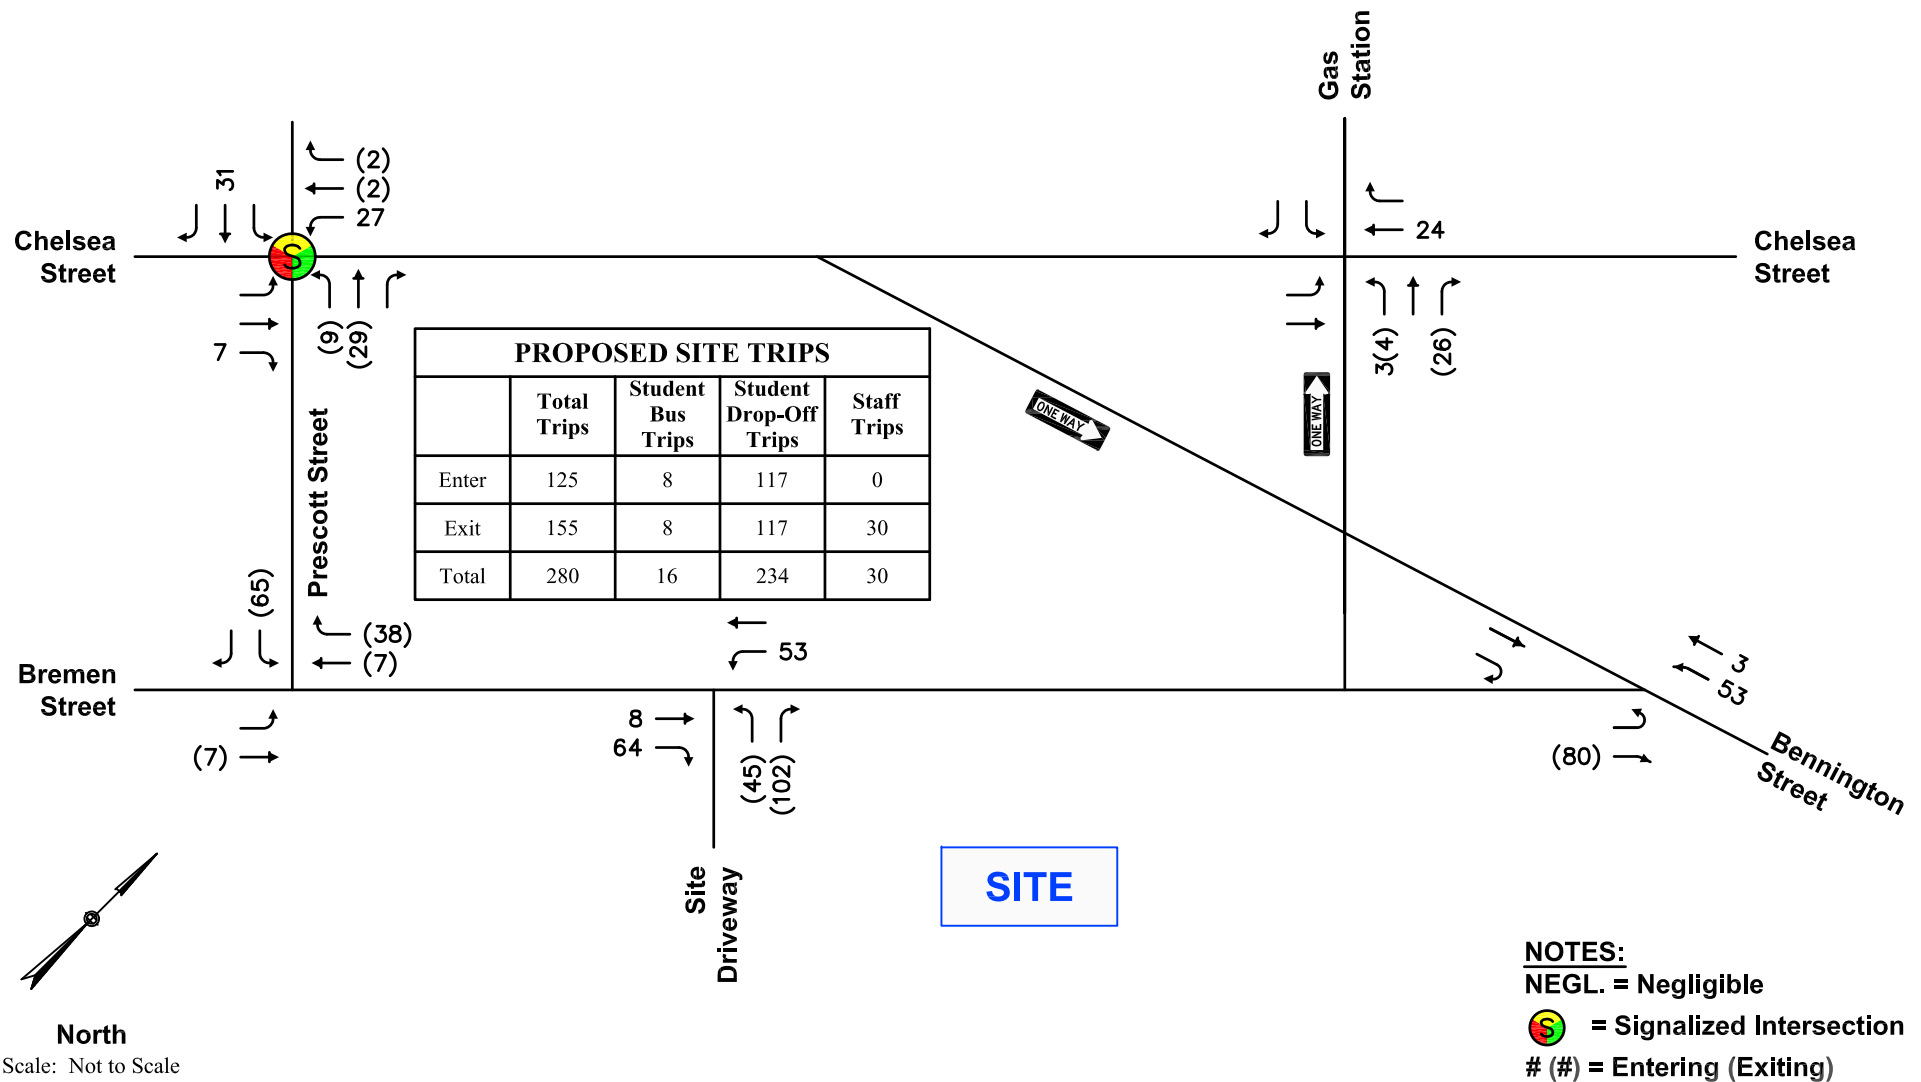 Gas
Station
(2)
(2)
27
31
24
Chelsea
Street
Chelsea
Street
7
(9)
(29)
3(4)
(26)
PROPOSED SITE TRIPS
Total Trips | Student Bus Trips | Student Drop-Off Trips | Staff Trips
Enter 125 8 117 0
Exit 155 8 117 30
Total 280 16 234 30
ONE WAY
ONE WAY
Prescott Street
(65)
(38)
(7)
53
3
53
Bremen
Street
(7)
8
64
(45)
(102)
(80)
Bennington
Street
Site
Driveway
SITE
S
North
Scale: Not to Scale
NOTES:
NEGL. = Negligible
S = Signalized Intersection
# (#) = Entering (Exiting)